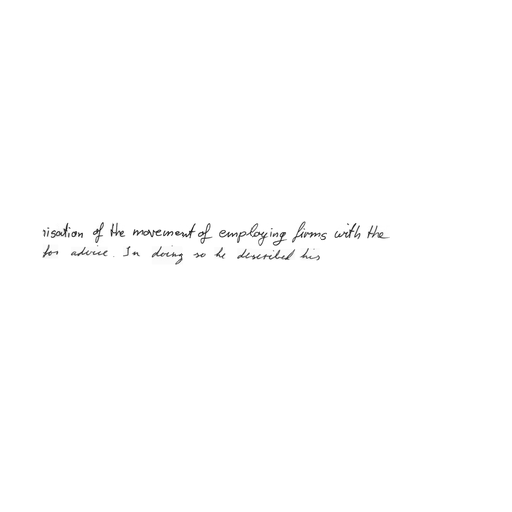 risation of the movement of employing firms with the
for advice. In doing so he described his